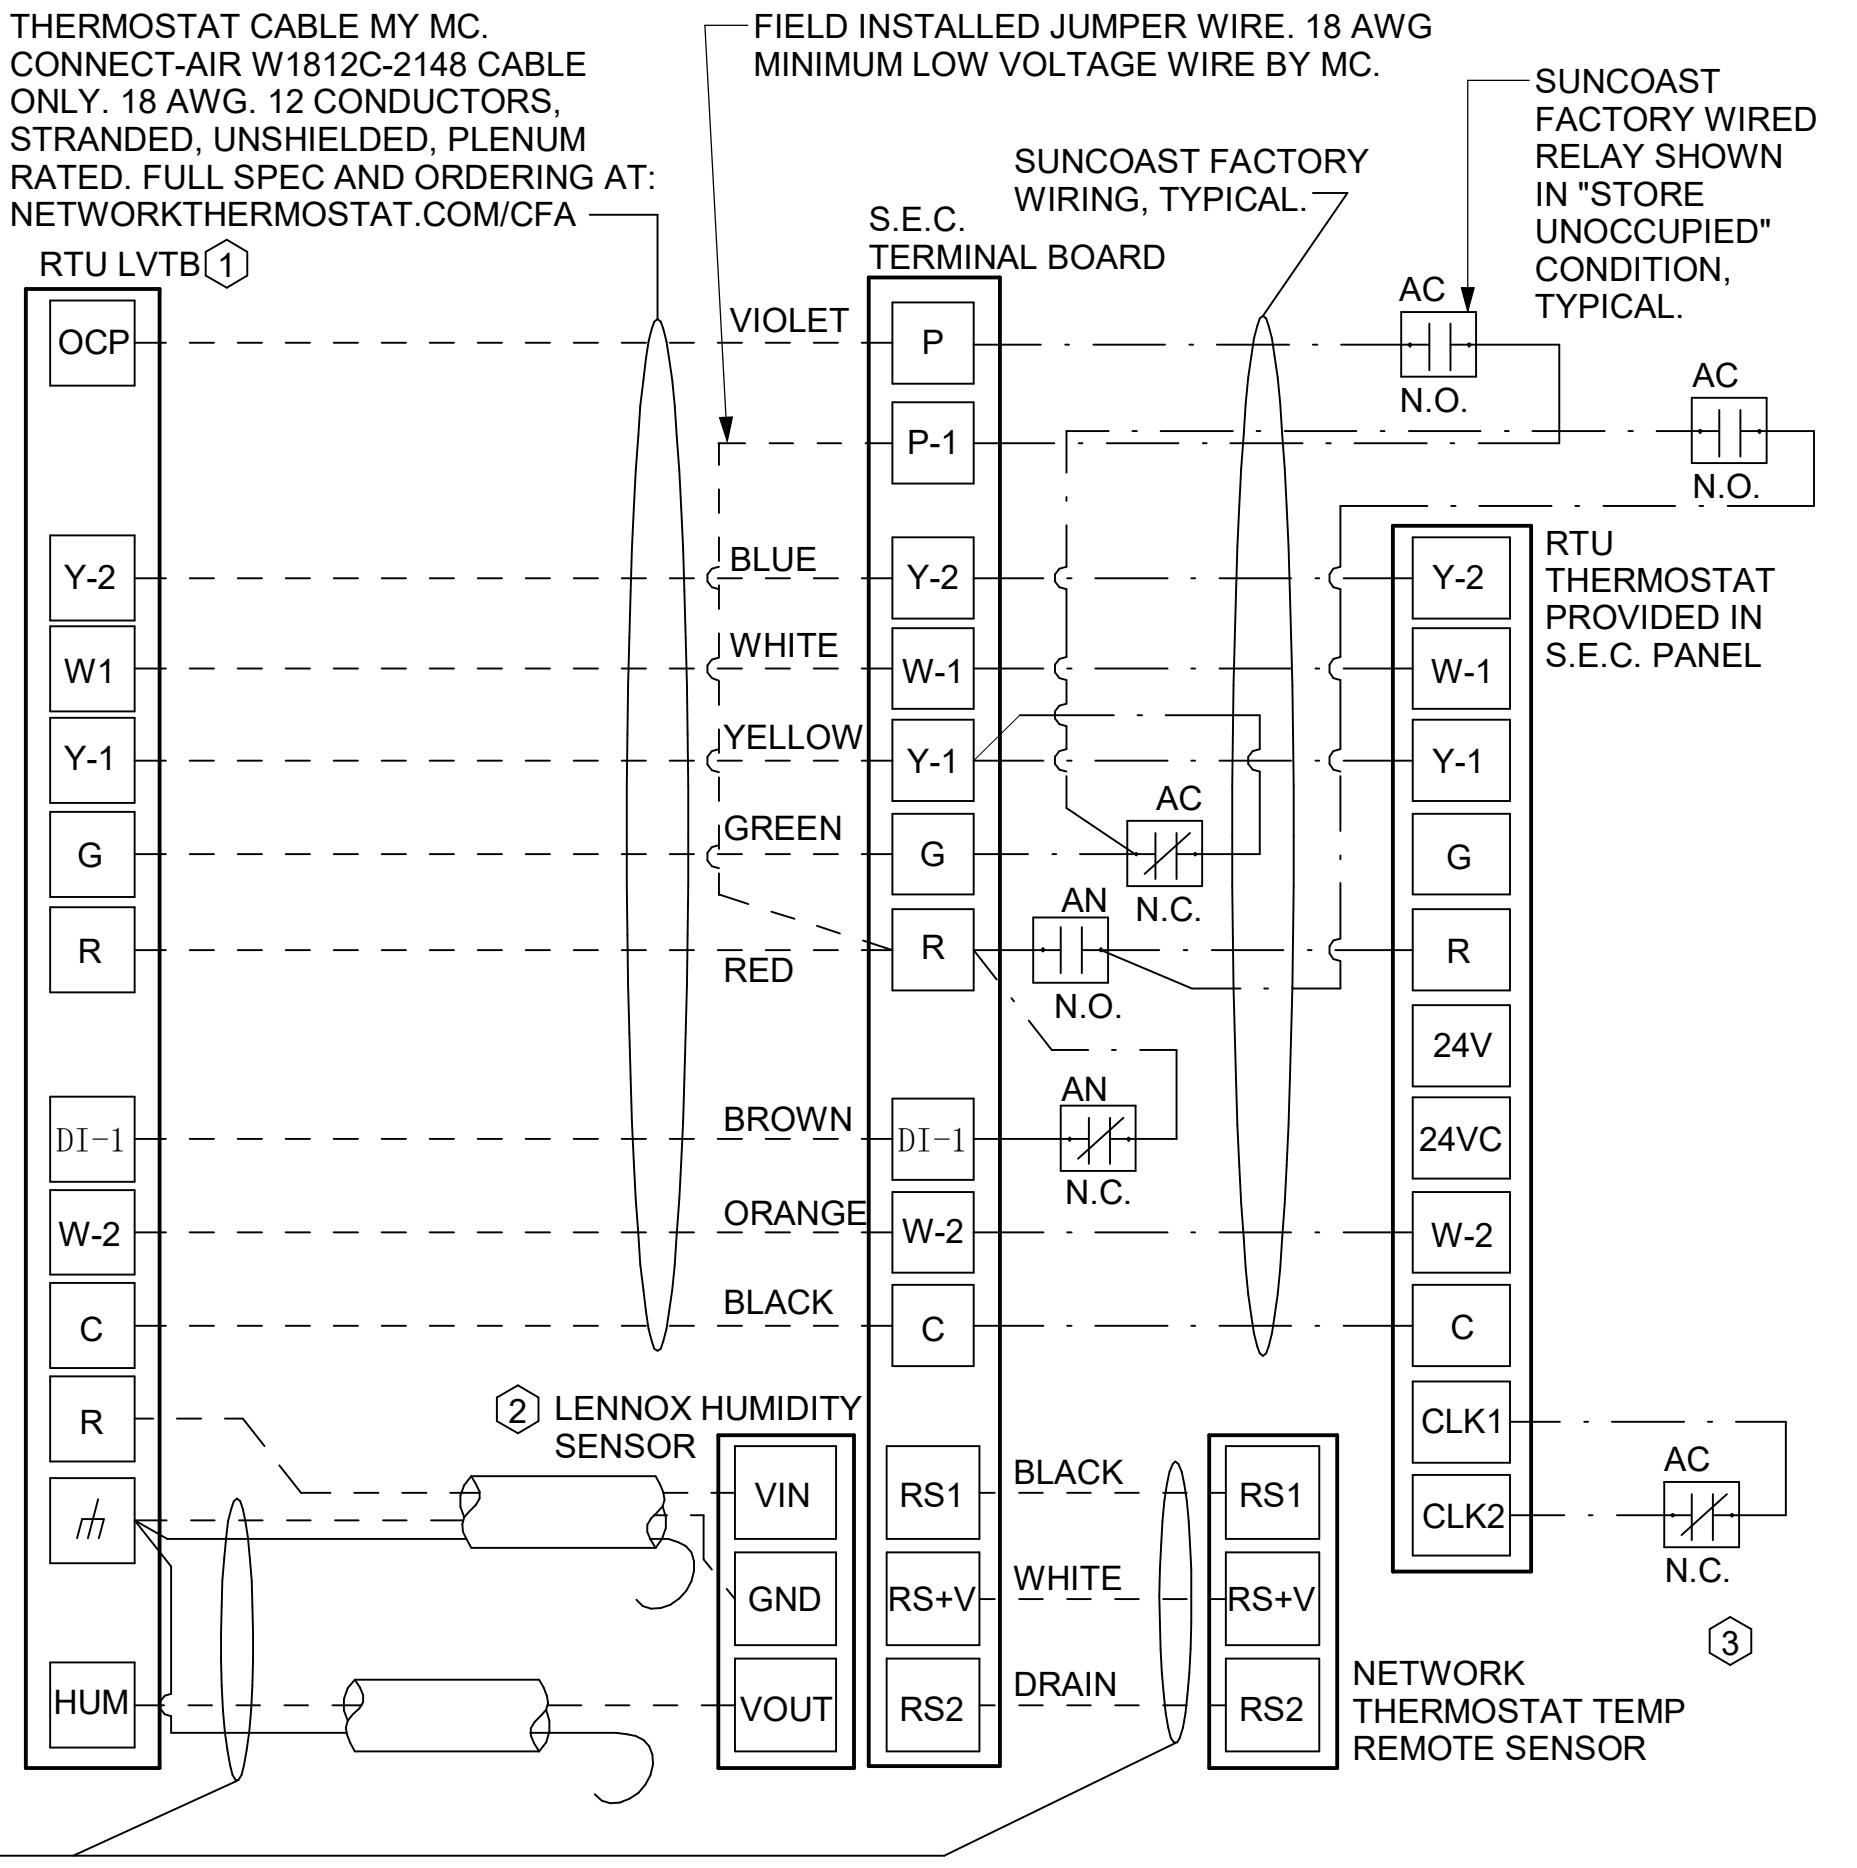 THERMOSTAT CABLE MY MC.
CONNECT-AIR W1812C-2148 CABLE
ONLY. 18 AWG. 12 CONDUCTORS,
STRANDED, UNSHIELDED, PLENUM
RATED. FULL SPEC AND ORDERING AT:
NETWORKTHERMOSTAT.COM/CFA
FIELD INSTALLED JUMPER WIRE. 18 AWG
MINIMUM LOW VOLTAGE WIRE BY MC.
SUNCOAST FACTORY
WIRING, TYPICAL.
SUNCOAST
FACTORY WIRED
RELAY SHOWN
IN "STORE
UNOCCUPIED"
CONDITION,
TYPICAL.
RTU LVTB 1
OCP
Y-2
W1
Y-1
G
R
DI-1
W-2
C
R
HUM
VIOLET
BLUE
WHITE
YELLOW
GREEN
RED
BROWN
ORANGE
BLACK
S.E.C.
TERMINAL BOARD
P
P-1
Y-2
W-1
Y-1
G
R
DI-1
W-2
C
RS1
RS+V
RS2
AC
N.O.
AC
N.O.
AC
N.C.
AN
N.O.
AN
N.C.
RTU
THERMOSTAT
PROVIDED IN
S.E.C. PANEL
Y-2
W-1
Y-1
G
R
24V
24VC
W-2
C
CLK1
CLK2
AC
N.C.
3
2 LENNOX HUMIDITY
SENSOR
VIN
GND
VOUT
BLACK
WHITE
DRAIN
RS1
RS+V
RS2
NETWORK
THERMOSTAT TEMP
REMOTE SENSOR